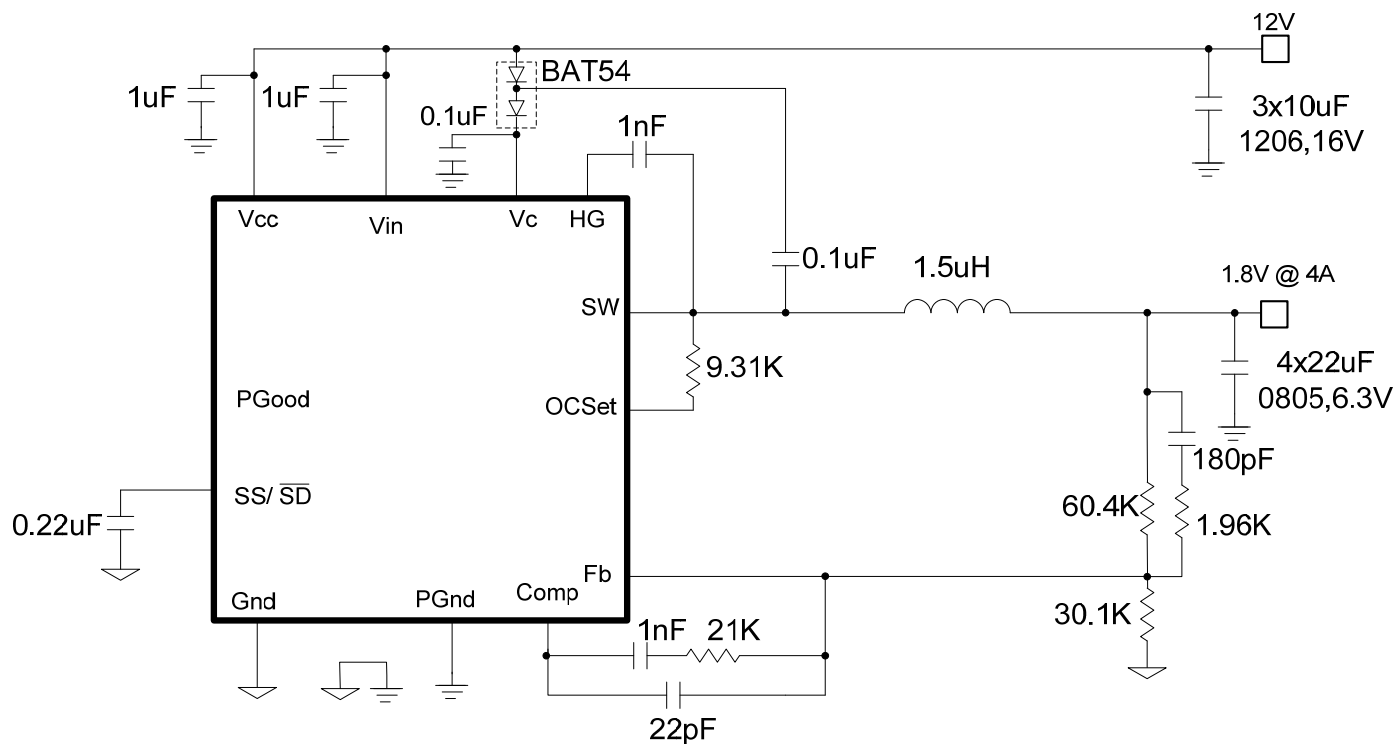 12V
BAT54
1uF
1uF
0.1uF
3x10uF
1206,16V
1nF
Vcc
Vin
Vc
HG
0.1uF
1.5uH
1.8V @ 4A
SW
9.31K
4x22uF
0805,6.3V
PGood
OCSet
180pF
SS/ SD
60.4K
1.96K
0.22uF
Fb
Gnd
PGnd
Comp
30.1K
1nF
21K
22pF